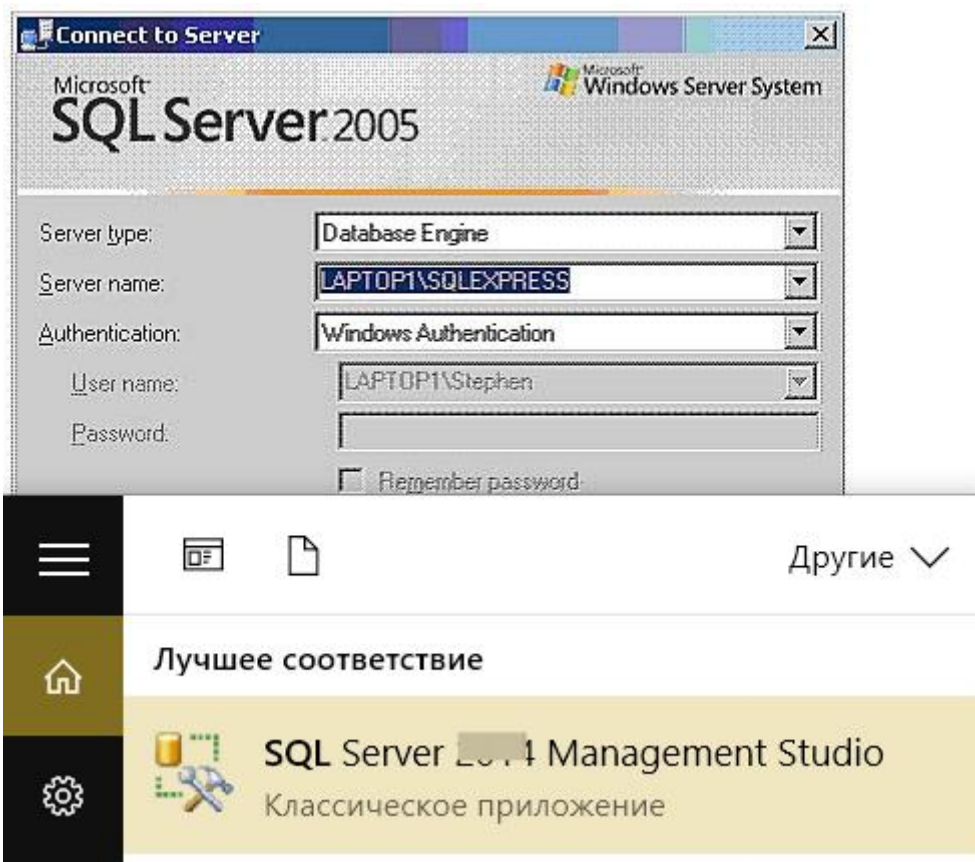 Connect to Server
Microsoft
SQL Server 2005
Microsoft
Windows Server System
Server type:
Database Engine
Server name:
LAPTOP1\SQLEXPRESS
Authentication:
Windows Authentication
User name:
LAPTOP1\Stephen
Password:
Remember password
Другие
Лучшее соответствие
SQL Server Management Studio
Классическое приложение